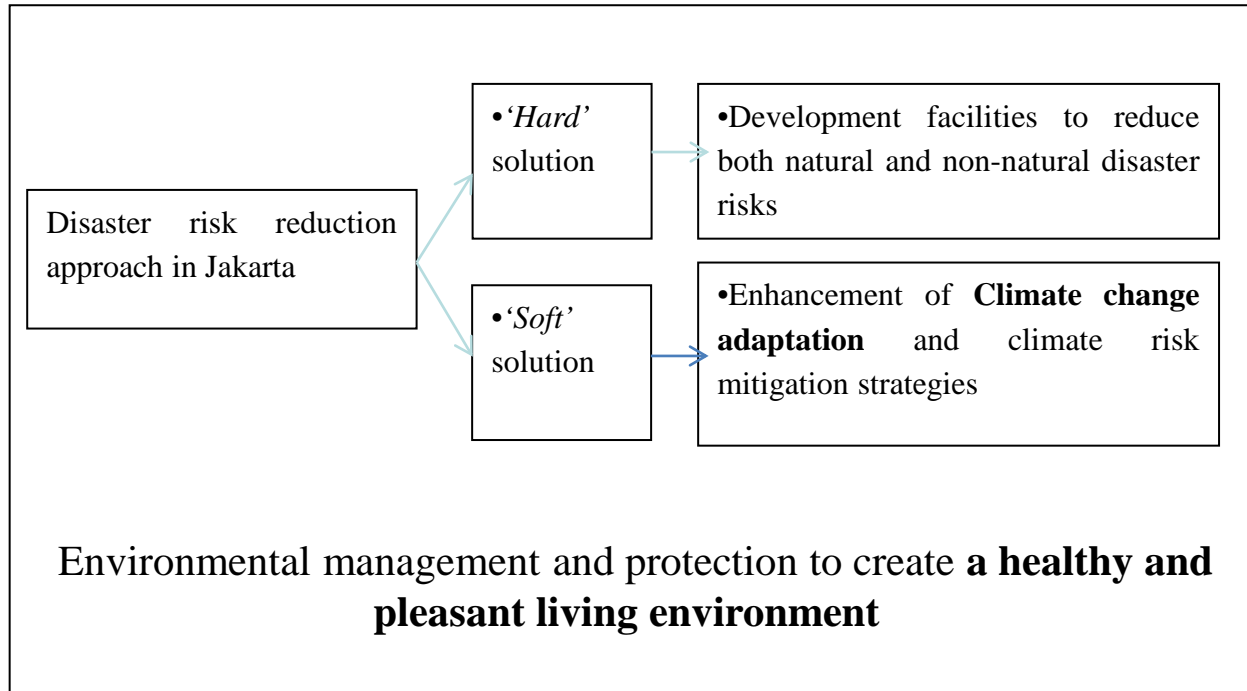 Disaster risk reduction
approach in Jakarta
•‘Hard’
solution
•Development facilities to reduce
both natural and non-natural disaster
risks
•‘Soft’
solution
•Enhancement of Climate change
adaptation and climate risk
mitigation strategies
Environmental management and protection to create a healthy and
pleasant living environment